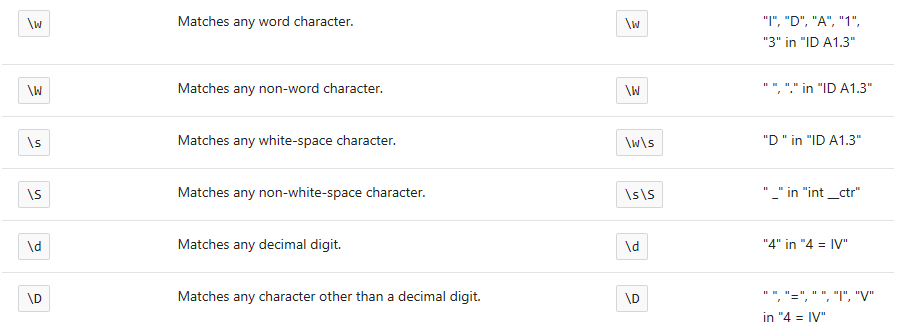 \w Matches any word character. \w "I", "D", "A", "1",
"3" in "ID A1.3"
\W Matches any non-word character. \W " ", "." in "ID A1.3"
\s Matches any white-space character. \w\s "D " in "ID A1.3"
\S Matches any non-white-space character. \s\S " _" in "int __ctr"
\d Matches any decimal digit. \d "4" in "4 = IV"
\D Matches any character other than a decimal digit. \D " ", "=", " ", "I", "V"
in "4 = IV"